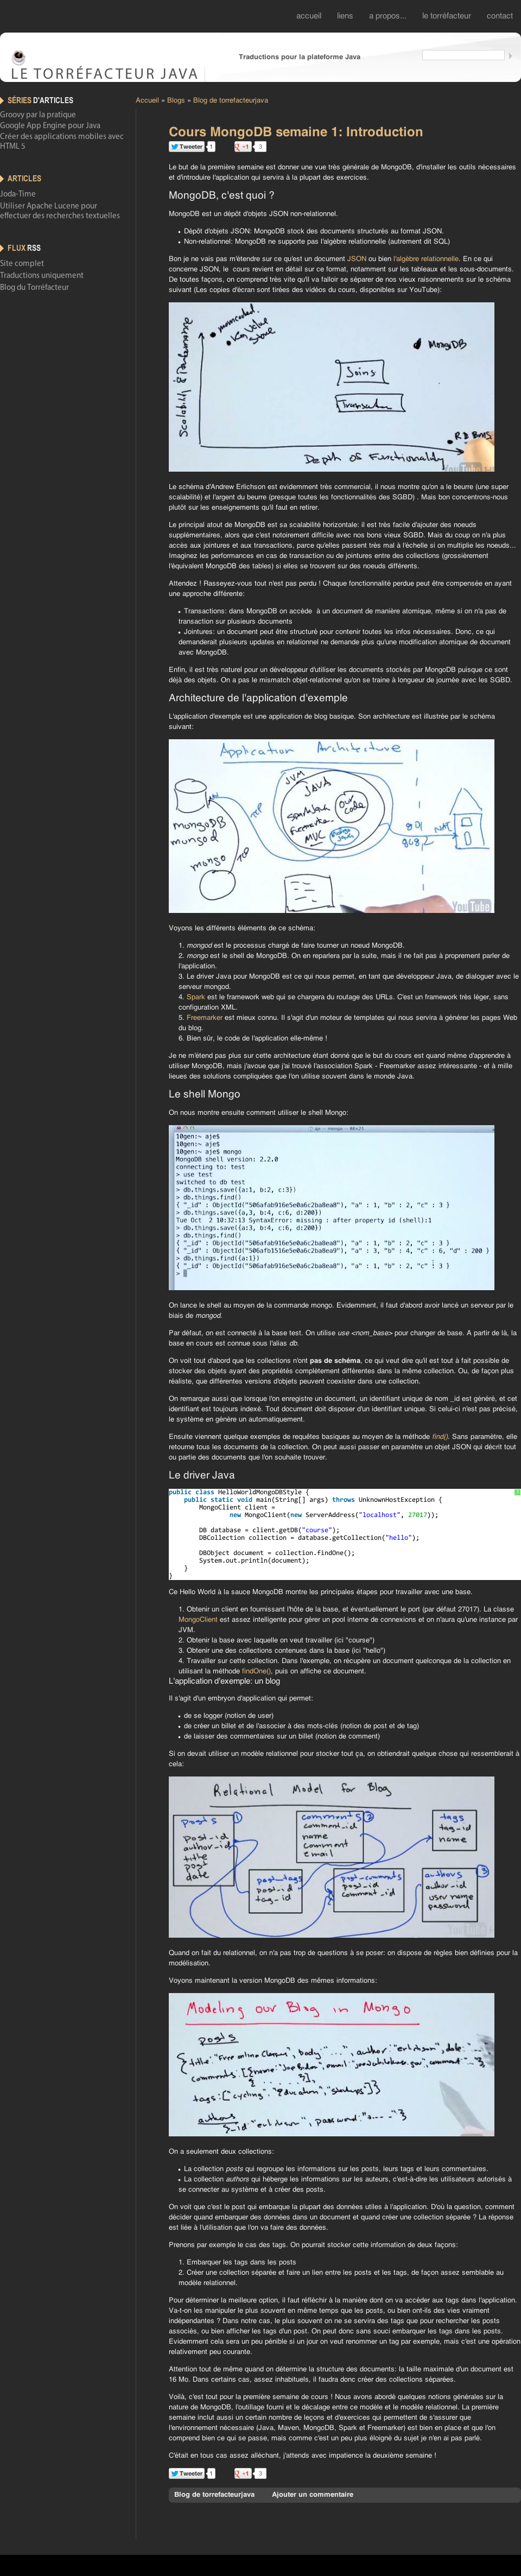 accueil liens a propos... le torréfacteur contact
LE TORRÉFACTEUR JAVA
Traductions pour la plateforme Java
SÉRIES D'ARTICLES
Groovy par la pratique
Google App Engine pour Java
Créer des applications mobiles avec
HTML 5
ARTICLES
Joda-Time
Utiliser Apache Lucene pour
effectuer des recherches textuelles
FLUX RSS
Site complet
Traductions uniquement
Blog du Torréfacteur
Accueil » Blogs » Blog de torrefacteurjava
Cours MongoDB semaine 1: Introduction
Tweeter 1 +1 3
Le but de la première semaine est donner une vue très générale de MongoDB, d'installer les outils nécessaires
et d'introduire l'application qui servira à la plupart des exercices.
MongoDB, c'est quoi ?
MongoDB est un dépôt d'objets JSON non-relationnel.
• Dépôt d'objets JSON: MongoDB stock des documents structurés au format JSON.
• Non-relationnel: MongoDB ne supporte pas l'algèbre relationnelle (autrement dit SQL)
Bon je ne vais pas m'étendre sur ce qu'est un document JSON ou bien l'algèbre relationnelle. En ce qui
concerne JSON, le cours revient en détail sur ce format, notamment sur les tableaux et les sous-documents.
De toutes façons, on comprend très vite qu'il va falloir se séparer de nos vieux raisonnements sur le schéma
suivant (Les copies d'écran sont tirées des vidéos du cours, disponibles sur YouTube):
memcached.
Key Value
Store
MongoDB
Joins
Transaction
RDBMS
Scalability & Performance
Depth of Functionality
YouTube
Le schéma d'Andrew Erlichson est evidemment très commercial, il nous montre qu'on a le beurre (une super
scalabilité) et l'argent du beurre (presque toutes les fonctionnalités des SGBD) . Mais bon concentrons-nous
plutôt sur les enseignements qu'il faut en retirer.
Le principal atout de MongoDB est sa scalabilité horizontale: il est très facile d'ajouter des noeuds
supplémentaires, alors que c'est notoirement difficile avec nos bons vieux SGBD. Mais du coup on n'a plus
accès aux jointures et aux transactions, parce qu'elles passent très mal à l'échelle si on multiplie les noeuds...
Imaginez les performances en cas de transaction ou de jointures entre des collections (grossièrement
l'équivalent MongoDB des tables) si elles se trouvent sur des noeuds différents.
Attendez ! Rasseyez-vous tout n'est pas perdu ! Chaque fonctionnalité perdue peut être compensée en ayant
une approche différente:
• Transactions: dans MongoDB on accède à un document de manière atomique, même si on n'a pas de
transaction sur plusieurs documents
• Jointures: un document peut être structuré pour contenir toutes les infos nécessaires. Donc, ce qui
demanderait plusieurs updates en relationnel ne demande plus qu'une modification atomique de document
avec MongoDB.
Enfin, il est très naturel pour un développeur d'utiliser les documents stockés par MongoDB puisque ce sont
déjà des objets. On a pas le mismatch objet-relationnel qu'on se traine à longueur de journée avec les SGBD.
Architecture de l'application d'exemple
L'application d'exemple est une application de blog basique. Son architecture est illustrée par le schéma
suivant:
Application Architecture
JVM
our code
SparkWeb
Freemarker
MVC
mongodb
mongod
mongo
TCP
TCP
8082
YouTube
Voyons les différents éléments de ce schéma:
1. mongod est le processus chargé de faire tourner un noeud MongoDB.
2. mongo est le shell de MongoDB. On en reparlera par la suite, mais il ne fait pas à proprement parler de
l'application.
3. Le driver Java pour MongoDB est ce qui nous permet, en tant que développeur Java, de dialoguer avec le
serveur mongod.
4. Spark est le framework web qui se chargera du routage des URLs. C'est un framework très léger, sans
configuration XML.
5. Freemarker est mieux connu. Il s'agit d'un moteur de templates qui nous servira à générer les pages Web
du blog.
6. Bien sûr, le code de l'application elle-même !
Je ne m'étend pas plus sur cette architecture étant donné que le but du cours est quand même d'apprendre à
utiliser MongoDB, mais j'avoue que j'ai trouvé l'association Spark - Freemarker assez intéressante - et à mille
lieues des solutions compliquées que l'on utilise souvent dans le monde Java.
Le shell Mongo
On nous montre ensuite comment utiliser le shell Mongo:
10gen:~ aje$
10gen:~ aje$
10gen:~ aje$ mongo
MongoDB shell version: 2.2.0
connecting to: test
> use test
switched to db test
> db.things.save({a:1, b:2, c:3})
> db.things.find()
{ "_id" : ObjectId("506afab916e5e0a6c2ba8ea8"), "a" : 1, "b" : 2, "c" : 3 }
> db.things.save({a,3, b:4, c:6, d:200})
Tue Oct 2 10:32:13 SyntaxError: missing : after property id (shell):1
> db.things.save({a:3, b:4, c:6, d:200})
> db.things.find()
{ "_id" : ObjectId("506afab916e5e0a6c2ba8ea8"), "a" : 1, "b" : 2, "c" : 3 }
{ "_id" : ObjectId("506afb1516e5e0a6c2ba8ea9"), "a" : 3, "b" : 4, "c" : 6, "d" : 200 }
> db.things.find({a:1})
{ "_id" : ObjectId("506afab916e5e0a6c2ba8ea8"), "a" : 1, "b" : 2, "c" : 3 }
>
On lance le shell au moyen de la commande mongo. Evidemment, il faut d'abord avoir lancé un serveur par le
biais de mongod.
Par défaut, on est connecté à la base test. On utilise use <nom_base> pour changer de base. A partir de là, la
base en cours est connue sous l'alias db.
On voit tout d'abord que les collections n'ont pas de schéma, ce qui veut dire qu'il est tout à fait possible de
stocker des objets ayant des propriétés complètement différentes dans la même collection. Ou, de façon plus
réaliste, que différentes versions d'objets peuvent coexister dans une collection.
On remarque aussi que lorsque l'on enregistre un document, un identifiant unique de nom _id est généré, et cet
identifiant est toujours indexé. Tout document doit disposer d'un identifiant unique. Si celui-ci n'est pas précisé,
le système en génère un automatiquement.
Ensuite viennent quelque exemples de requêtes basiques au moyen de la méthode find(). Sans paramètre, elle
retourne tous les documents de la collection. On peut aussi passer en paramètre un objet JSON qui décrit tout
ou partie des documents que l'on souhaite trouver.
Le driver Java
public class HelloWorldMongoDBStyle {
public static void main(String[] args) throws UnknownHostException {
MongoClient client =
new MongoClient(new ServerAddress("localhost", 27017));
DB database = client.getDB("course");
DBCollection collection = database.getCollection("hello");
DBObject document = collection.findOne();
System.out.println(document);
}
}
?
Ce Hello World à la sauce MongoDB montre les principales étapes pour travailler avec une base.
1. Obtenir un client en fournissant l'hôte de la base, et éventuellement le port (par défaut 27017). La classe
MongoClient est assez intelligente pour gérer un pool interne de connexions et on n'aura qu'une instance par
JVM.
2. Obtenir la base avec laquelle on veut travailler (ici "course")
3. Obtenir une des collections contenues dans la base (ici "hello")
4. Travailler sur cette collection. Dans l'exemple, on récupère un document quelconque de la collection en
utilisant la méthode findOne(), puis on affiche ce document.
L'application d'exemple: un blog
Il s'agit d'un embryon d'application qui permet:
• de se logger (notion de user)
• de créer un billet et de l'associer à des mots-clés (notion de post et de tag)
• de laisser des commentaires sur un billet (notion de comment)
Si on devait utiliser un modèle relationnel pour stocker tout ça, on obtiendrait quelque chose qui ressemblerait à
cela:
Relational Model for Blog
posts
post_id
author_id
title
post
date
comments
comment_id
name
Comment
email
tags
tag_id
name
post_tags
post_id
tag_id
post_comments
post_id
comment_id
authors
author_id
username
password
Quand on fait du relationnel, on n'a pas trop de questions à se poser: on dispose de règles bien définies pour la
modélisation.
Voyons maintenant la version MongoDB des mêmes informations:
Modeling our Blog in Mongo
posts
authors
On a seulement deux collections:
• La collection posts qui regroupe les informations sur les posts, leurs tags et leurs commentaires.
• La collection authors qui héberge les informations sur les auteurs, c'est-à-dire les utilisateurs autorisés à
se connecter au système et à créer des posts.
On voit que c'est le post qui embarque la plupart des données utiles à l'application. D'où la question, comment
décider quand embarquer des données dans un document et quand créer une collection séparée ? La réponse
est liée à l'utilisation que l'on va faire des données.
Prenons par exemple le cas des tags. On pourrait stocker cette information de deux façons:
1. Embarquer les tags dans les posts
2. Créer une collection séparée et faire un lien entre les posts et les tags, de façon assez semblable au
modèle relationnel.
Pour déterminer la meilleure option, il faut réfléchir à la manière dont on va accéder aux tags dans l'application.
Va-t-on les manipuler le plus souvent en même temps que les posts, ou bien ont-ils des vies vraiment
indépendantes ? Dans notre cas, le plus souvent on ne se servira des tags que pour rechercher les posts
associés, ou bien afficher les tags d'un post. On peut donc sans souci embarquer les tags dans les posts.
Evidemment cela sera un peu pénible si un jour on veut renommer un tag par exemple, mais c'est une opération
relativement peu courante.
Attention tout de même quand on détermine la structure des documents: la taille maximale d'un document est
16 Mo. Dans certains cas, assez inhabituels, il faudra donc créer des collections séparées.
Voilà, c'est tout pour la première semaine de cours ! Nous avons abordé quelques notions générales sur la
nature de MongoDB, l'outillage fourni et le décalage entre ce modèle et le modèle relationnel. La première
semaine inclut aussi un certain nombre de leçons et d'exercices qui permettent de s'assurer que
l'environnement nécessaire (Java, Maven, MongoDB, Spark et Freemarker) est bien en place et que l'on
comprend bien ce qui se passe, mais comme c'est un peu plus éloigné du sujet je n'en ai pas parlé.
C'était en tous cas assez alléchant, j'attends avec impatience la deuxième semaine !
Tweeter 1 +1 3
Blog de torrefacteurjava Ajouter un commentaire